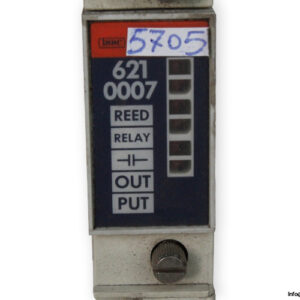 5705
621
0007
REED
RELAY
OUT
PUT